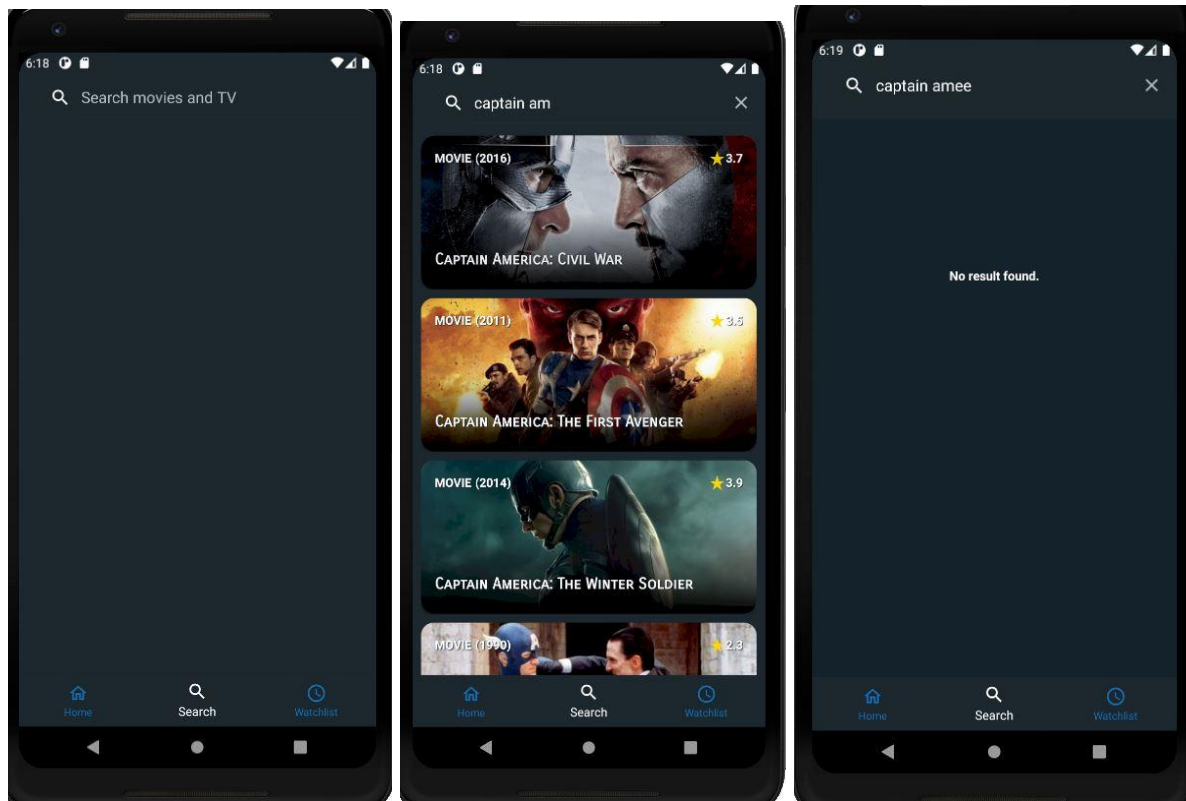 6:18
Search movies and TV
Home Search Watchlist
6:18
captain am
MOVIE (2016) 3.7
CAPTAIN AMERICA: CIVIL WAR
MOVIE (2011) 3.5
CAPTAIN AMERICA: THE FIRST AVENGER
MOVIE (2014) 3.9
CAPTAIN AMERICA: THE WINTER SOLDIER
MOVIE (1990) 2.3
Home Search Watchlist
6:19
captain amee
No result found.
Home Search Watchlist